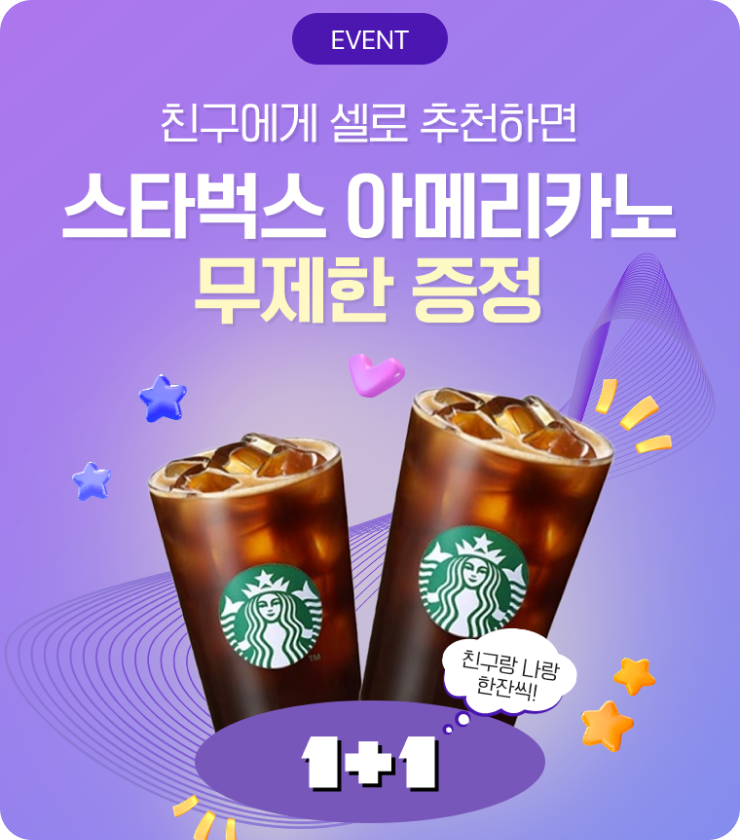 EVENT
친구에게 셀로 추천하면
스타벅스 아메리카노
무제한 증정
TM
친구랑 나랑
한잔씩!
1+1